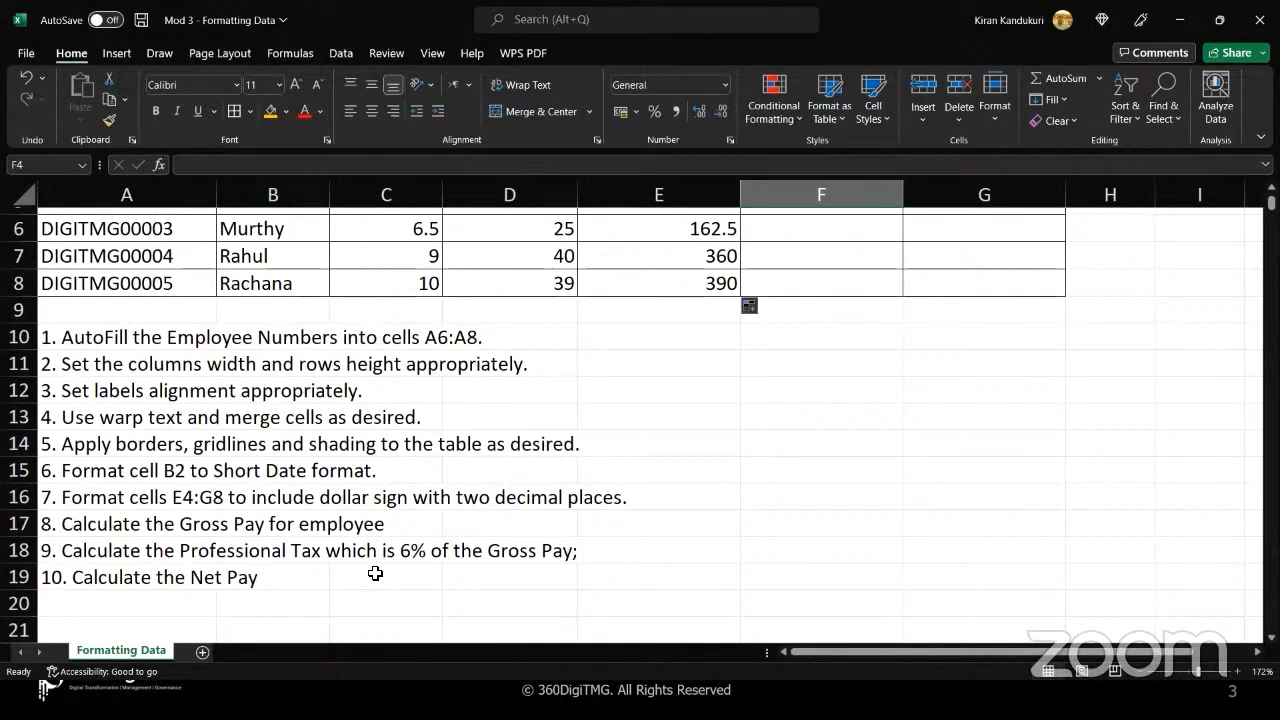 AutoSave Off Mod 3 - Formatting Data Search (Alt+Q) Kiran Kandukuri
File Home Insert Draw Page Layout Formulas Data Review View Help WPS PDF Comments Share
Calibri 11 A A Wrap Text General AutoSum
Paste B I U A Merge & Center % Conditional Formatting Format as Table Cell Styles Insert Delete Format Fill Sort & Filter Find & Select Analyze Data
Clear
Undo Clipboard Font Alignment Number Styles Cells Editing Analysis
F4 fx
A B C D E F G H I
6 DIGITMG00003 Murthy 6.5 25 162.5
7 DIGITMG00004 Rahul 9 40 360
8 DIGITMG00005 Rachana 10 39 390
9
10 1. AutoFill the Employee Numbers into cells A6:A8.
11 2. Set the columns width and rows height appropriately.
12 3. Set labels alignment appropriately.
13 4. Use warp text and merge cells as desired.
14 5. Apply borders, gridlines and shading to the table as desired.
15 6. Format cell B2 to Short Date format.
16 7. Format cells E4:G8 to include dollar sign with two decimal places.
17 8. Calculate the Gross Pay for employee
18 9. Calculate the Professional Tax which is 6% of the Gross Pay;
19 10. Calculate the Net Pay
20
21
Formatting Data
zoom
Ready Accessibility: Good to go 172%
Digital Transformation | Management | Governance
© 360DigiTMG. All Rights Reserved 3